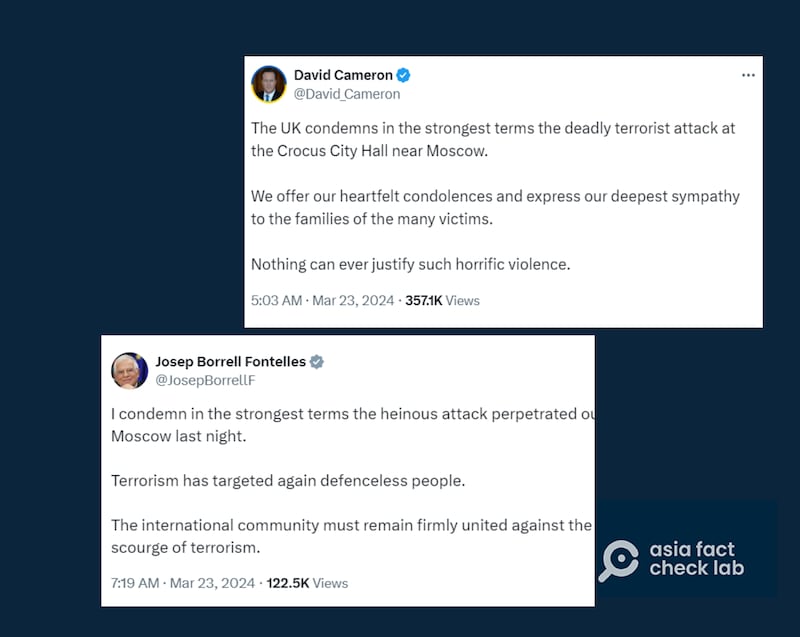 David Cameron
@David_Cameron
The UK condemns in the strongest terms the deadly terrorist attack at
the Crocus City Hall near Moscow.
We offer our heartfelt condolences and express our deepest sympathy
to the families of the many victims.
Nothing can ever justify such horrific violence.
5:03 AM · Mar 23, 2024 · 357.1K Views
Josep Borrell Fontelles
@JosepBorrellF
I condemn in the strongest terms the heinous attack perpetrated
Moscow last night.
Terrorism has targeted again defenceless people.
The international community must remain firmly united against the
scourge of terrorism.
7:19 AM · Mar 23, 2024 · 122.5K Views
asia fact
check lab